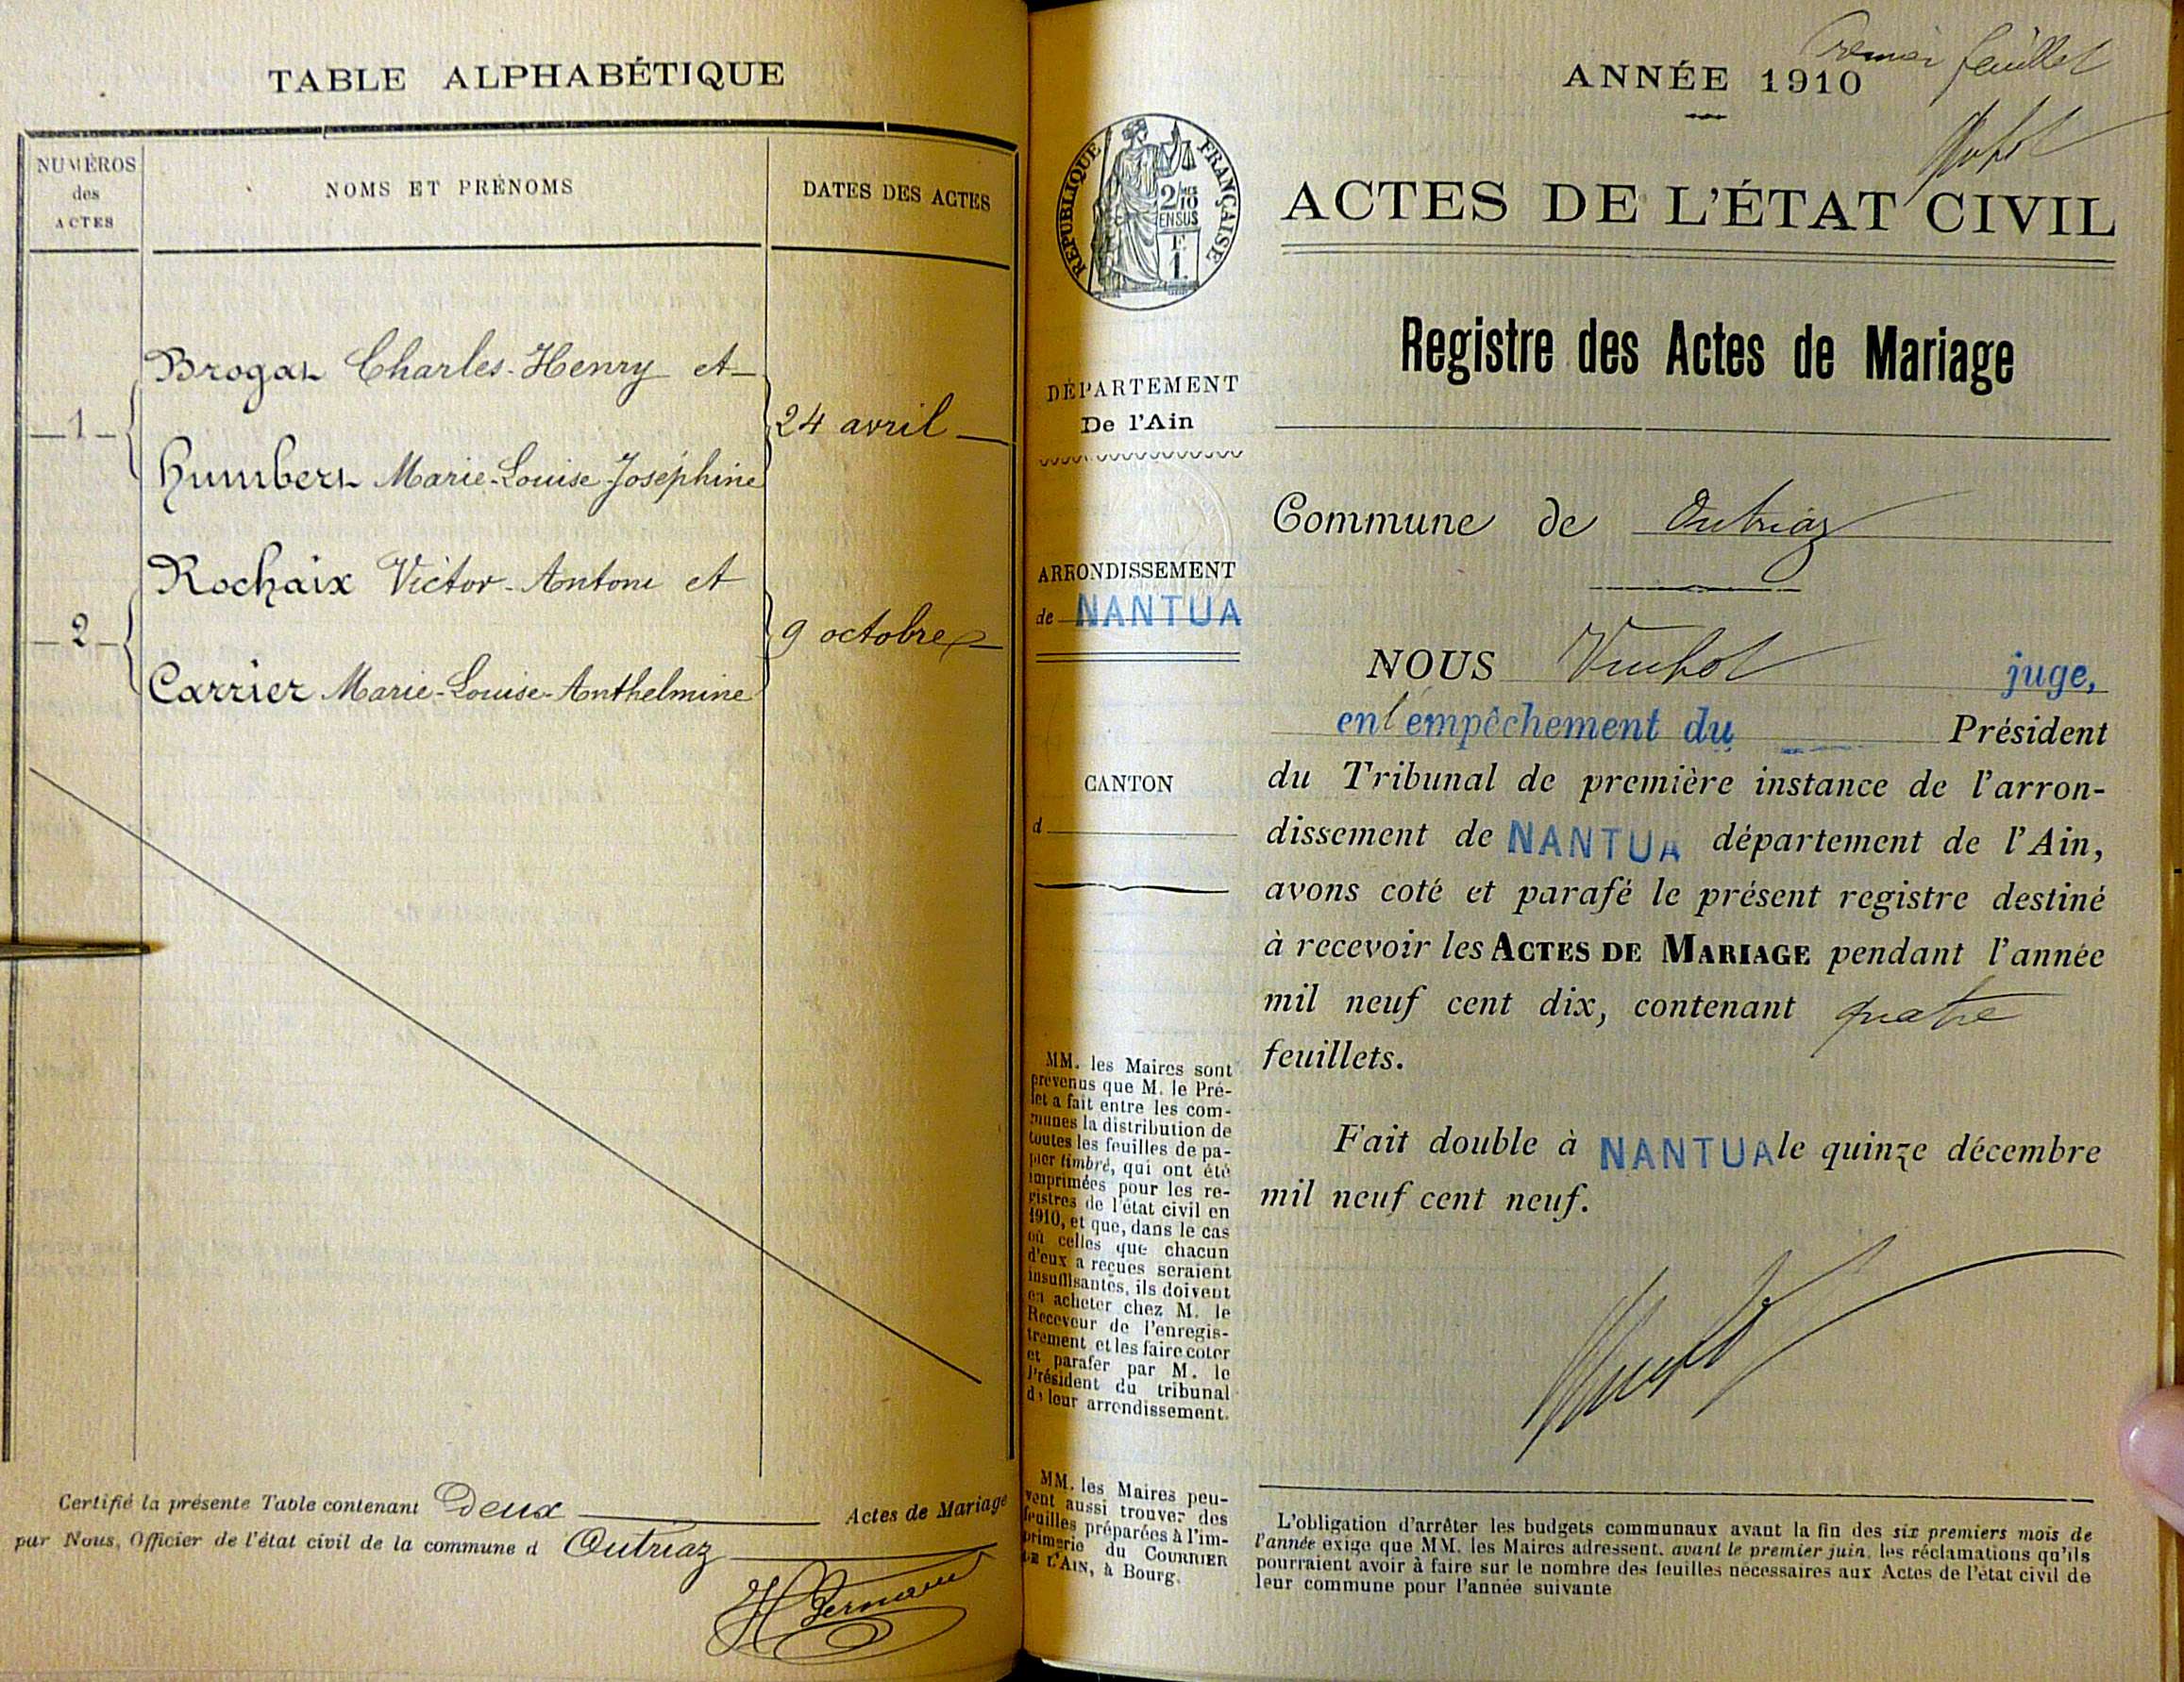 TABLE ALPHABÉTIQUE
NUMÉROS
des
ACTES
NOMS ET PRÉNOMS
DATES DES ACTES
Brogat Charles-Henry et
1
24 avril
Humbert Marie-Louise-Joséphine
Rochaix Victor-Antoine et
2
9 octobre
Carrier Marie-Louise-Anthelmine
Certifié la présente Table contenant Deux Actes de Mariage
par Nous, Officier de l'état civil de la commune d Outriaz
Premier feuillet
ANNÉE 1910
RÉPUBLIQUE FRANÇAISE
2/10MES
EN SUS
F.
1.
ACTES DE L'ÉTAT CIVIL
Registre des Actes de Mariage
DÉPARTEMENT
De l'Ain
Commune de Outriaz
ARRONDISSEMENT
de NANTUA
NOUS juge,
en l'empêchement du Président
du Tribunal de première instance de l'arron-
dissement de NANTUA département de l'Ain,
avons coté et parafé le présent registre destiné
à recevoir les ACTES DE MARIAGE pendant l'année
mil neuf cent dix, contenant quatre
feuillets.
Fait double à NANTUA le quinze décembre
mil neuf cent neuf.
CANTON
d
MM. les Maires sont
prévenus que M. le Pré-
fet a fait entre les com-
munes la distribution de
toutes les feuilles de pa-
pier timbré, qui ont été
imprimées pour les re-
gistres de l'état civil en
1910, et que, dans le cas
où celles que chacun
d'eux a reçues seraient
insuffisantes, ils doivent
en acheter chez M. le
Receveur de l'enregis-
trement et les faire coter
et parafer par M. le
Président du tribunal
de leur arrondissement.
MM. les Maires peu-
vent aussi trouver des
feuilles préparées à l'im-
primerie du COURRIER
DE L'AIN, à Bourg.
L'obligation d'arrêter les budgets communaux avant la fin des six premiers mois de
l'année exige que MM. les Maires adressent, avant le premier juin, les réclamations qu'ils
pourraient avoir à faire sur le nombre des feuilles nécessaires aux Actes de l'état civil de
leur commune pour l'année suivante